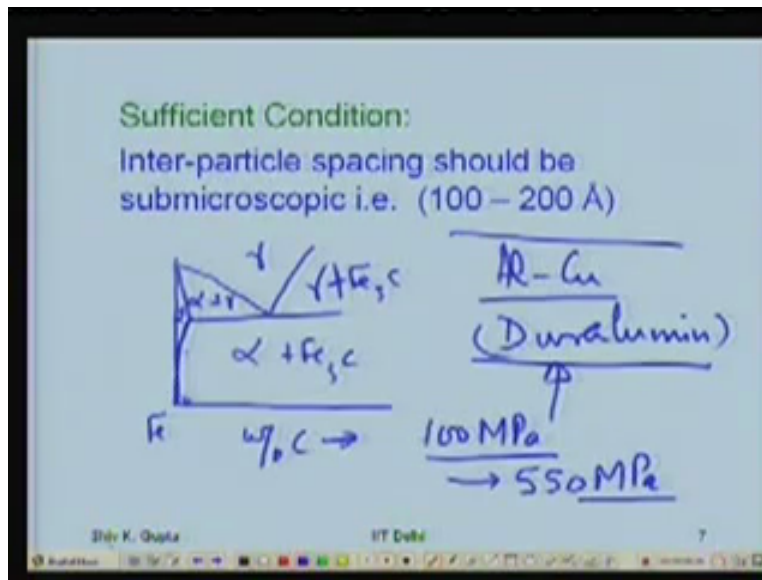 Sufficient Condition:
Inter-particle spacing should be
submicroscopic i.e. (100 – 200 Å)
γ
γ+Fe₃C
α+γ
α + Fe₃C
Fe
w% C →
Al-Cu
(Duralumin)
100 MPa
→ 550 MPa
Shiv K. Gupta
IIT Delhi
7